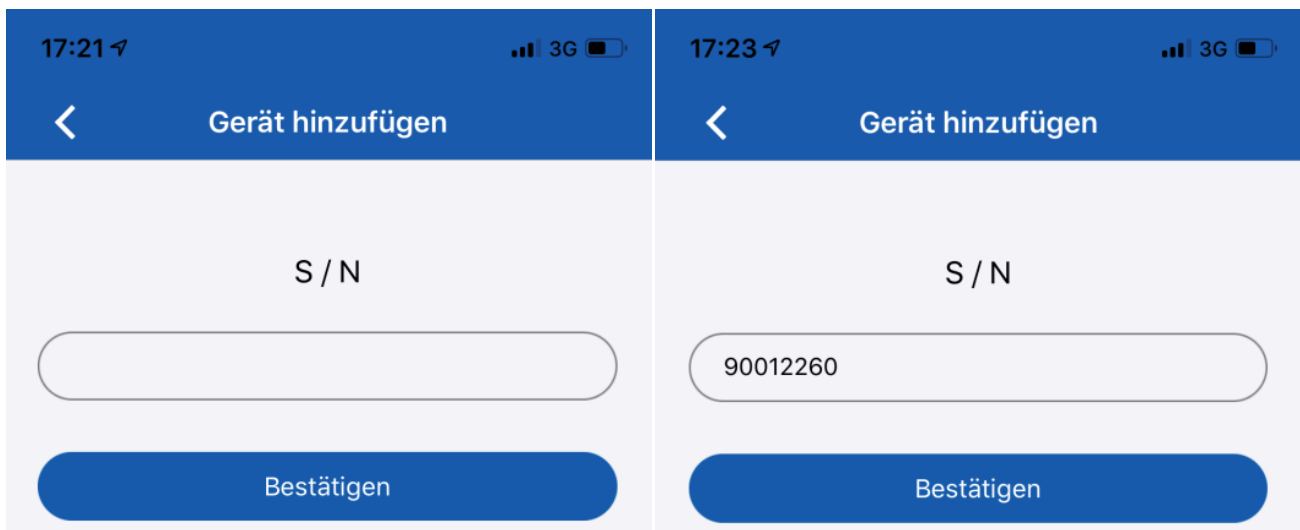 17:21
3G
Gerät hinzufügen
S / N
Bestätigen
17:23
3G
Gerät hinzufügen
S / N
90012260
Bestätigen